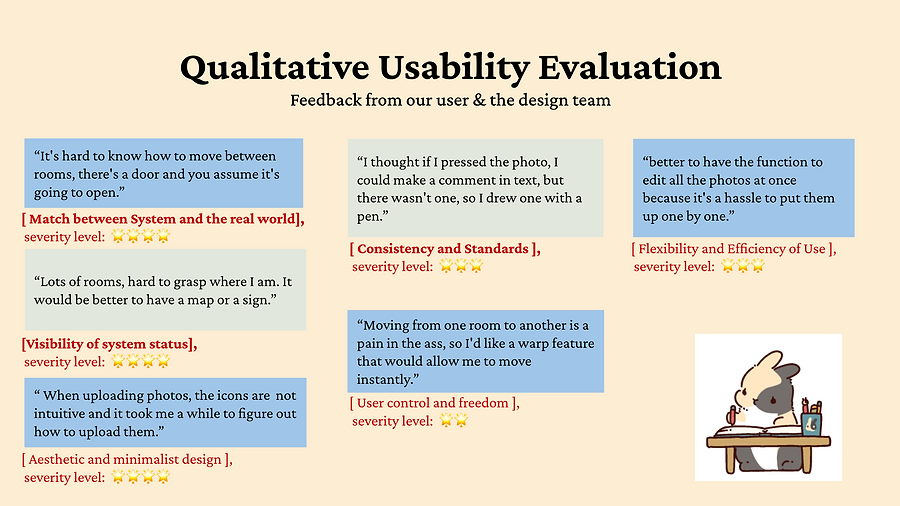 Qualitative Usability Evaluation
Feedback from our user & the design team
“It's hard to know how to move between
rooms, there's a door and you assume it's
going to open.”
[ Match between System and the real world],
severity level: 🌟🌟🌟🌟
“Lots of rooms, hard to grasp where I am. It
would be better to have a map or a sign.”
[Visibility of system status],
severity level: 🌟🌟🌟🌟
“ When uploading photos, the icons are not
intuitive and it took me a while to figure out
how to upload them.”
[ Aesthetic and minimalist design ],
severity level: 🌟🌟🌟🌟
“I thought if I pressed the photo, I
could make a comment in text, but
there wasn't one, so I drew one with a
pen.”
[ Consistency and Standards ],
severity level: 🌟🌟🌟
“Moving from one room to another is a
pain in the ass, so I'd like a warp feature
that would allow me to move
instantly.”
[ User control and freedom ],
severity level: 🌟🌟
“better to have the function to
edit all the photos at once
because it's a hassle to put them
up one by one.”
[ Flexibility and Efficiency of Use ],
severity level: 🌟🌟🌟